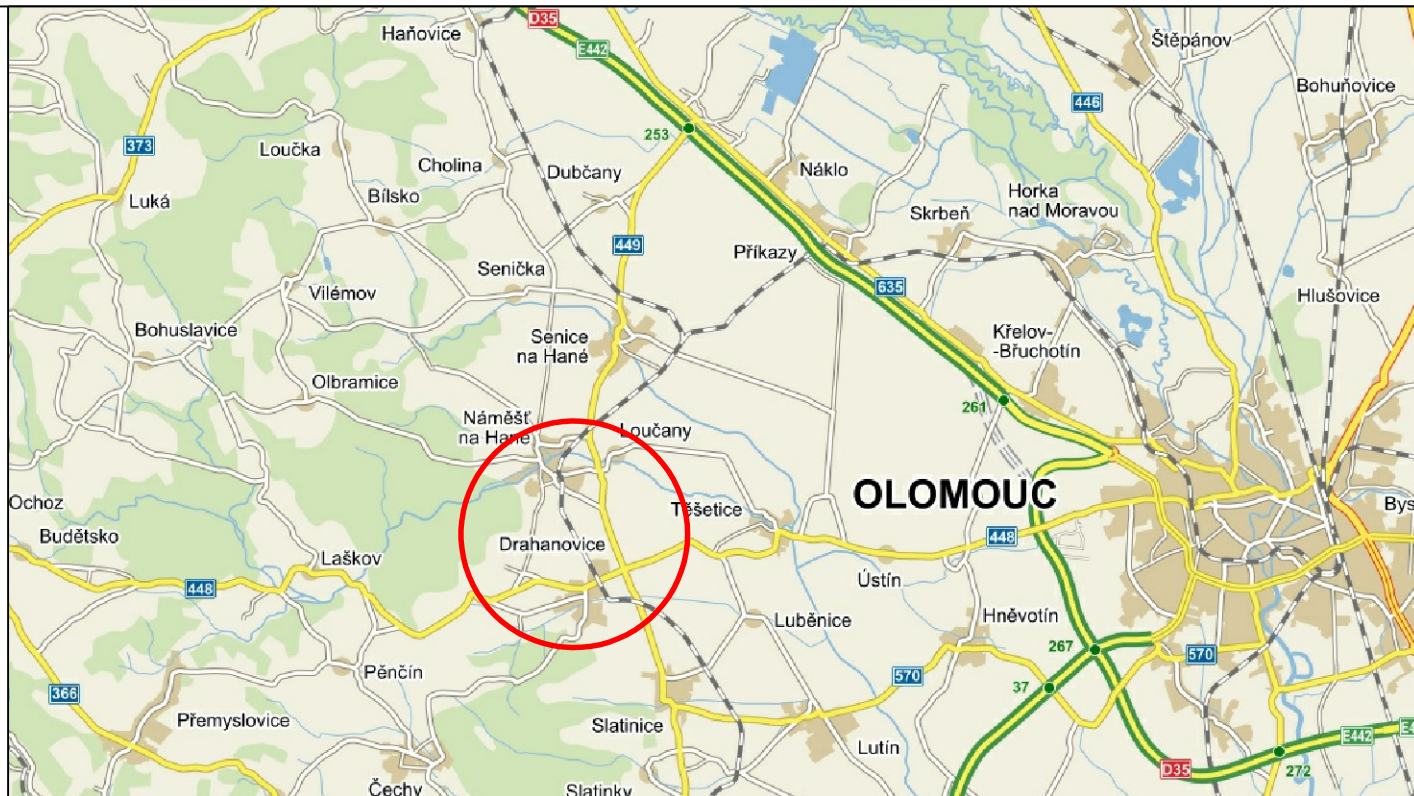 D35
Haňovice
E442
Štěpánov
Bohuňovice
446
253
373
Loučka
Cholina
Dubčany
Náklo
Luká
Bílsko
Skrbeň
Horka
nad Moravou
449
Příkazy
Senička
635
Vilémov
Hlušovice
Bohuslavice
Senice
na Hané
Křelov-
-Břuchotín
Olbramice
261
Náměšť
na Hané
Loučany
OLOMOUC
Ochoz
Těšetice
Bys
Budětsko
Drahanovice
448
Laškov
Ústín
448
Luběnice
Hněvotín
267
570
Pěnčín
570
37
366
Přemyslovice
Slatinice
Lutín
E442
E4
D35
272
Čechy
Slatinky